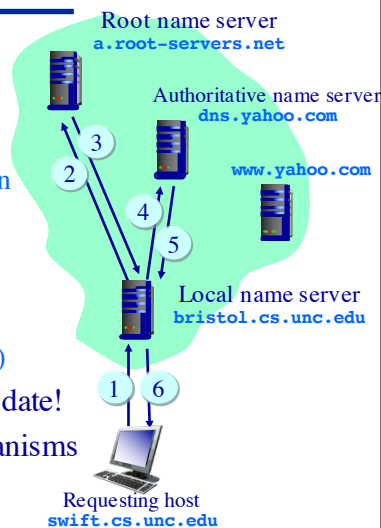 Root name server
a.root-servers.net
Authoritative name server
dns.yahoo.com
www.yahoo.com
3
2
4
5
n
Local name server
bristol.cs.unc.edu
)
date!
1
6
anisms
Requesting host
swift.cs.unc.edu